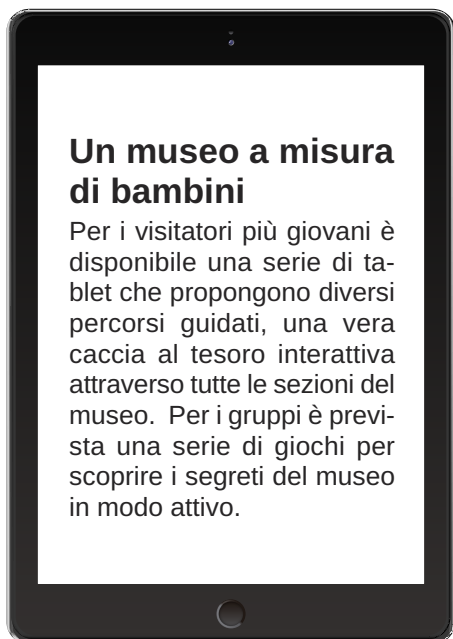 Un museo a misura
di bambini
Per i visitatori più giovani è
disponibile una serie di ta-
blet che propongono diversi
percorsi guidati, una vera
caccia al tesoro interattiva
attraverso tutte le sezioni del
museo. Per i gruppi è previ-
sta una serie di giochi per
scoprire i segreti del museo
in modo attivo.